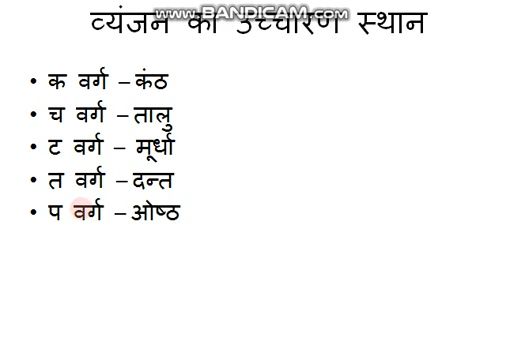 www.BANDICAM.com
व्यंजन का उच्चारण स्थान
• क वर्ग – कंठ
• च वर्ग – तालु
• ट वर्ग – मूर्धा
• त वर्ग – दन्त
• प वर्ग – ओष्ठ